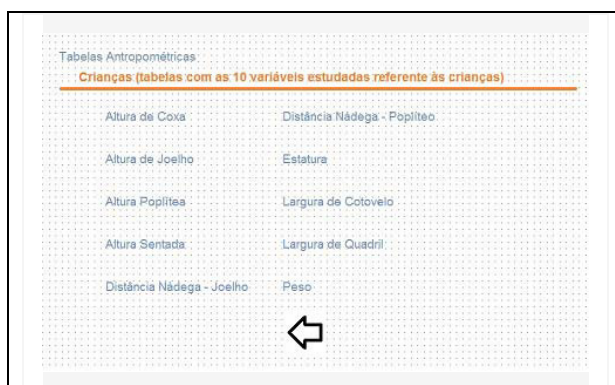 Tabelas Antropométricas
Crianças (tabelas com as 10 variáveis estudadas referente às crianças)
Altura de Coxa Distância Nádega - Poplíteo
Altura de Joelho Estatura
Altura Poplítea Largura de Cotovelo
Altura Sentada Largura de Quadril
Distância Nádega - Joelho Peso